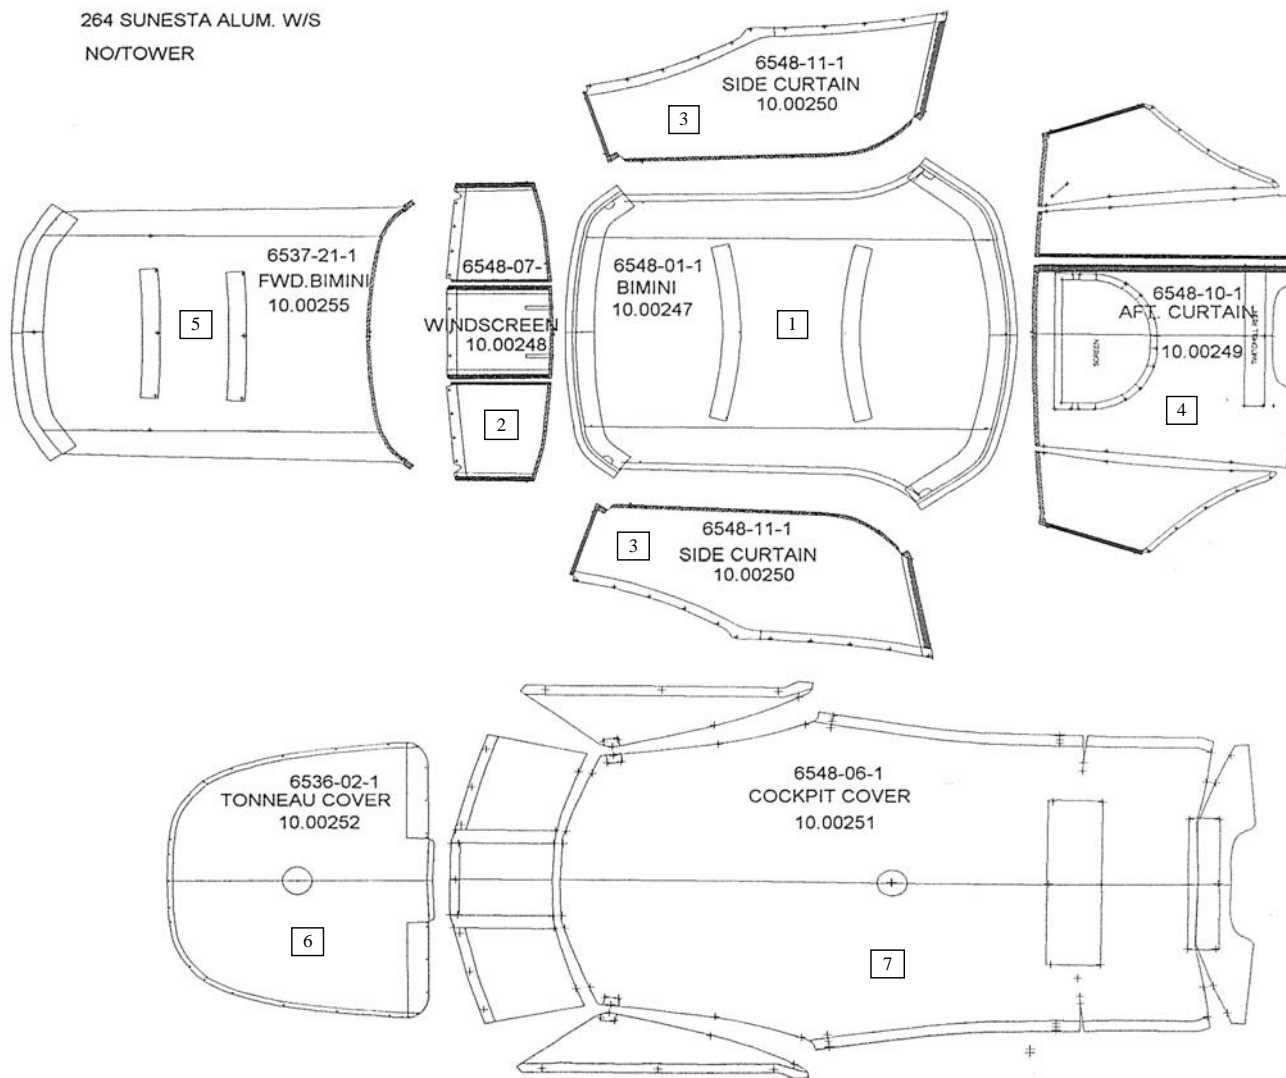 264 SUNESTA ALUM. W/S
NO/TOWER
6548-11-1
SIDE CURTAIN
10.00250
3
6537-21-1
FWD.BIMINI
10.00255
5
6548-07-
WINDSCREEN
10.00248
2
6548-01-1
BIMINI
10.00247
1
6548-10-1
AFT. CURTAIN
10.00249
SCREEN
4
6548-11-1
SIDE CURTAIN
10.00250
3
6536-02-1
TONNEAU COVER
10.00252
6
6548-06-1
COCKPIT COVER
10.00251
7